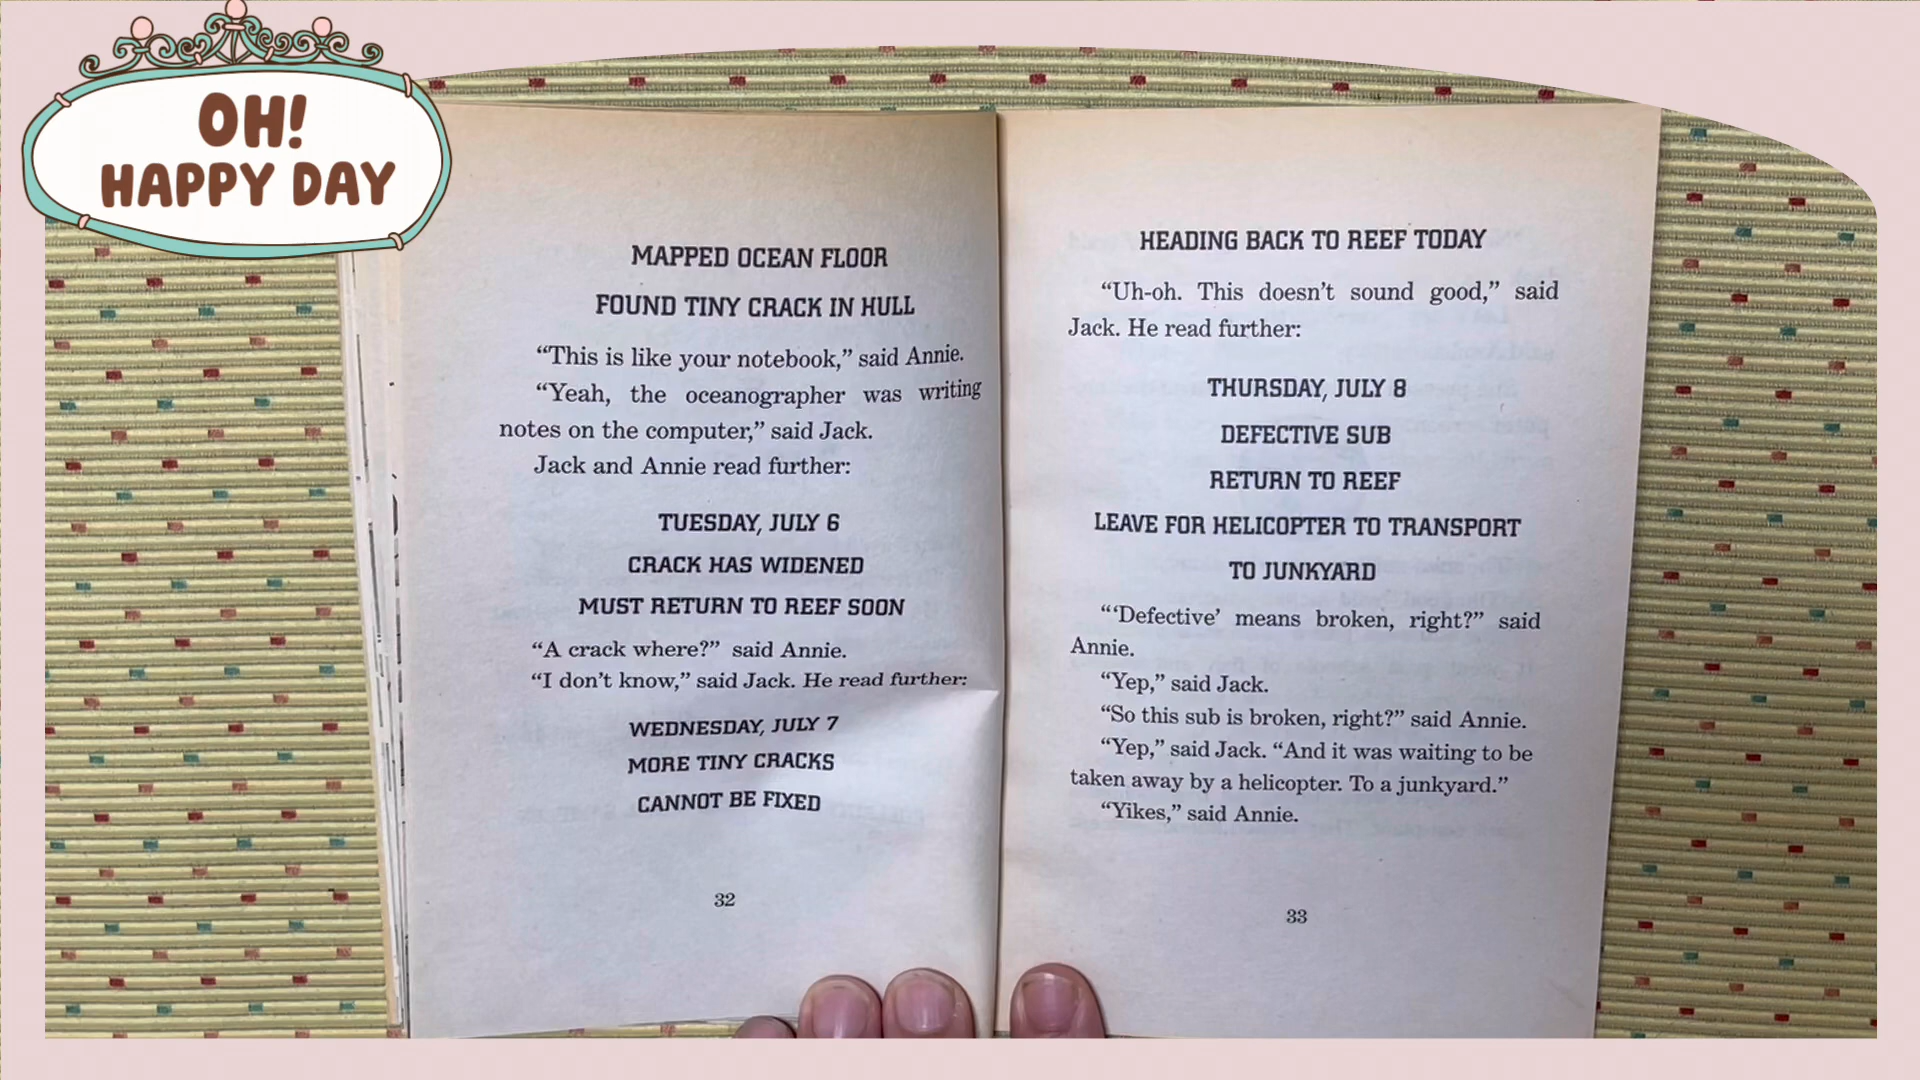 OH!
HAPPY DAY
MAPPED OCEAN FLOOR
FOUND TINY CRACK IN HULL
“This is like your notebook,” said Annie.
“Yeah, the oceanographer was writing
notes on the computer,” said Jack.
Jack and Annie read further:
TUESDAY, JULY 6
CRACK HAS WIDENED
MUST RETURN TO REEF SOON
“A crack where?” said Annie.
“I don’t know,” said Jack. He read further:
WEDNESDAY, JULY 7
MORE TINY CRACKS
CANNOT BE FIXED
32
HEADING BACK TO REEF TODAY
“Uh-oh. This doesn’t sound good,” said
Jack. He read further:
THURSDAY, JULY 8
DEFECTIVE SUB
RETURN TO REEF
LEAVE FOR HELICOPTER TO TRANSPORT
TO JUNKYARD
“‘Defective’ means broken, right?” said
Annie.
“Yep,” said Jack.
“So this sub is broken, right?” said Annie.
“Yep,” said Jack. “And it was waiting to be
taken away by a helicopter. To a junkyard.”
“Yikes,” said Annie.
33